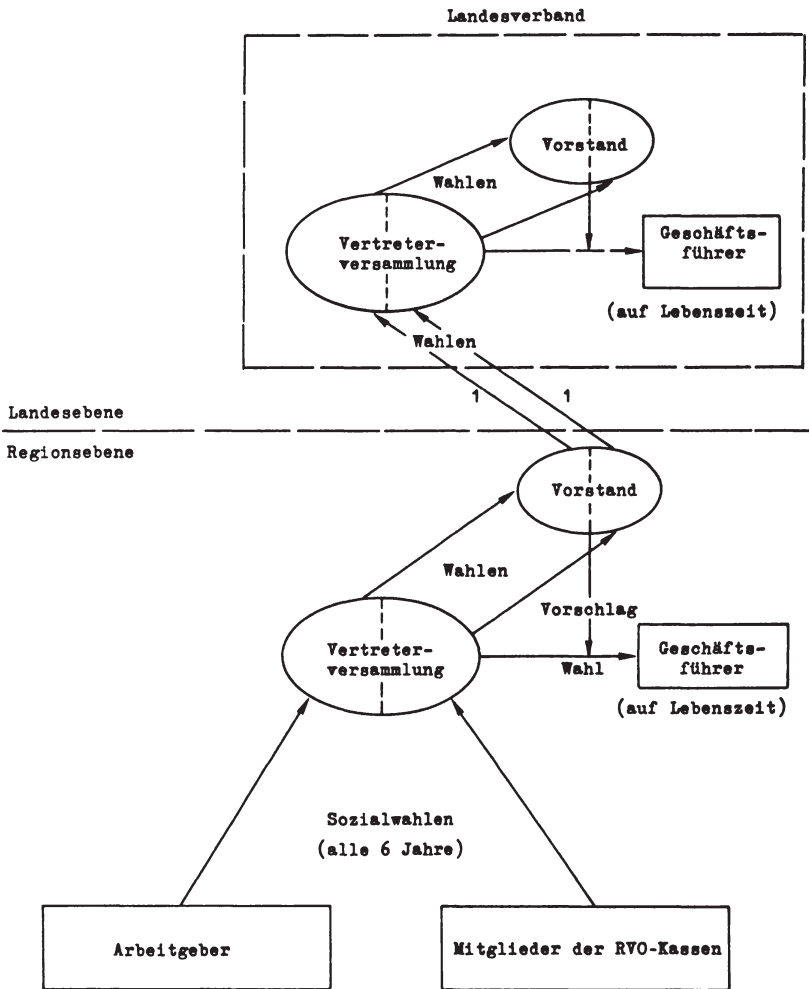 Landesverband
Vorstand
Wahlen
Vertreter-
versammlung
Geschäfts-
führer
(auf Lebenszeit)
Wahlen
1
1
Landesebene
Regionsebene
Vorstand
Wahlen
Vorschlag
Vertreter-
versammlung
Wahl
Geschäfts-
führer
(auf Lebenszeit)
Sozialwahlen
(alle 6 Jahre)
Arbeitgeber
Mitglieder der RVO-Kassen